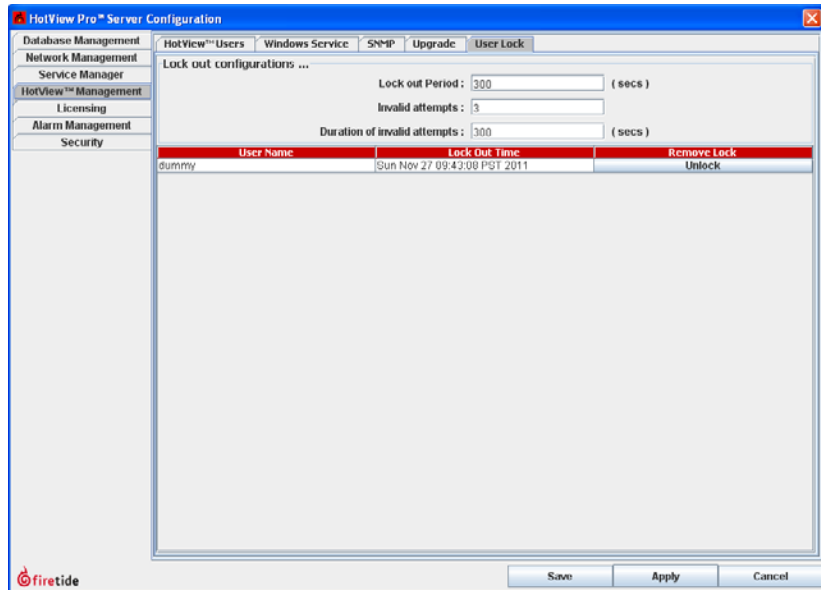 HotView Pro™ Server Configuration
Database Management
Network Management
Service Manager
HotView™ Management
Licensing
Alarm Management
Security
HotView™ Users Windows Service SNMP Upgrade User Lock
Lock out configurations ...
Lock out Period : 300 ( secs )
Invalid attempts : 3
Duration of invalid attempts : 300 ( secs )
User Name Lock Out Time Remove Lock
dummy Sun Nov 27 09:43:08 PST 2011 Unlock
firetide
Save Apply Cancel